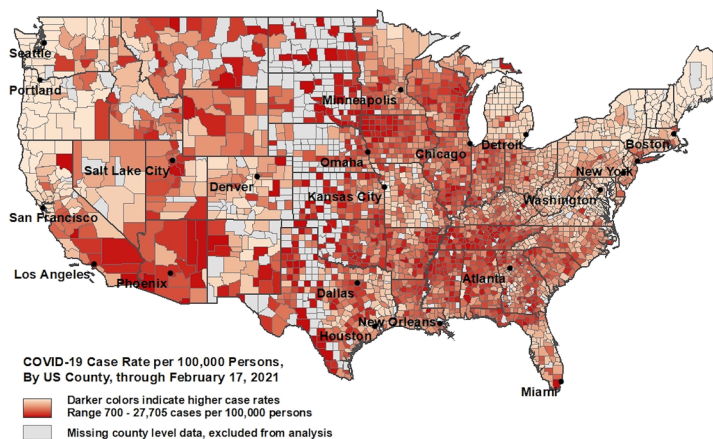 Seattle
Portland
Minneapolis
Boston
Detroit
Chicago
Omaha
New York
Salt Lake City
Denver
Kansas City
Washington
San Francisco
Los Angeles
Phoenix
Atlanta
Dallas
New Orleans
Houston
Miami
COVID-19 Case Rate per 100,000 Persons,
By US County, through February 17, 2021
Darker colors indicate higher case rates
Range 700 - 27,705 cases per 100,000 persons
Missing county level data, excluded from analysis